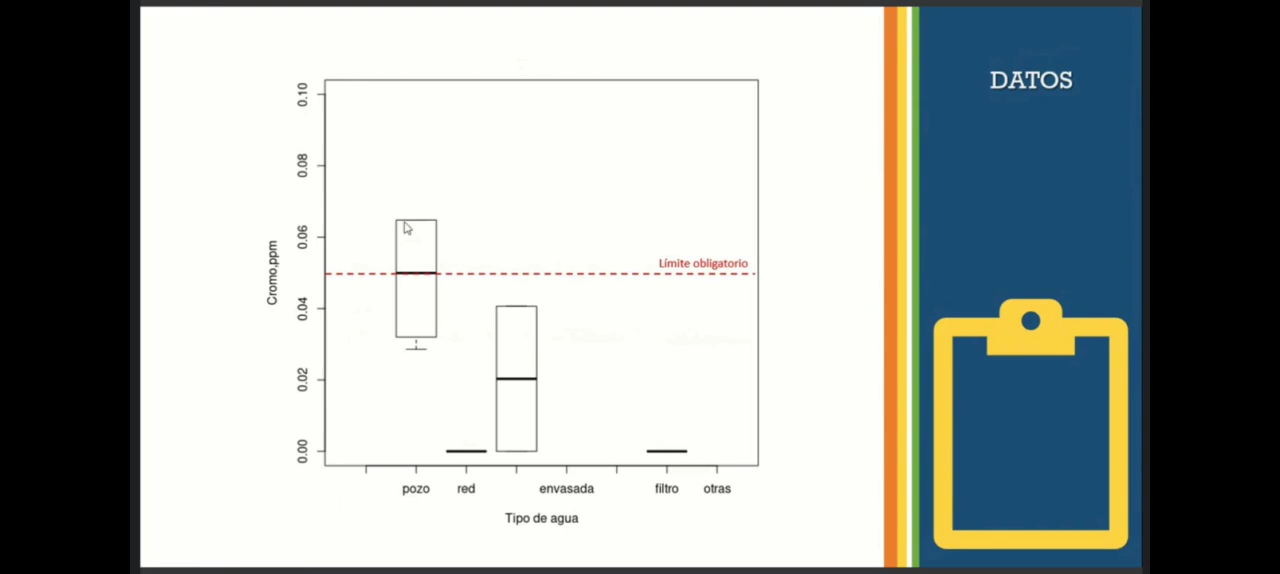 DATOS
0.10
0.08
0.06
0.04
0.02
0.00
Cromo,ppm
Límite obligatorio
pozo red envasada filtro otras
Tipo de agua